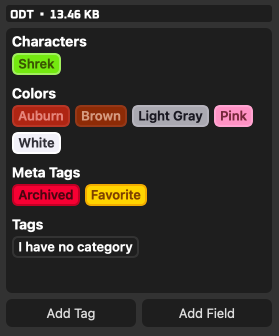 ODT • 13.46 KB
Characters
Shrek
Colors
Auburn Brown Light Gray Pink
White
Meta Tags
Archived Favorite
Tags
I have no category
Add Tag Add Field